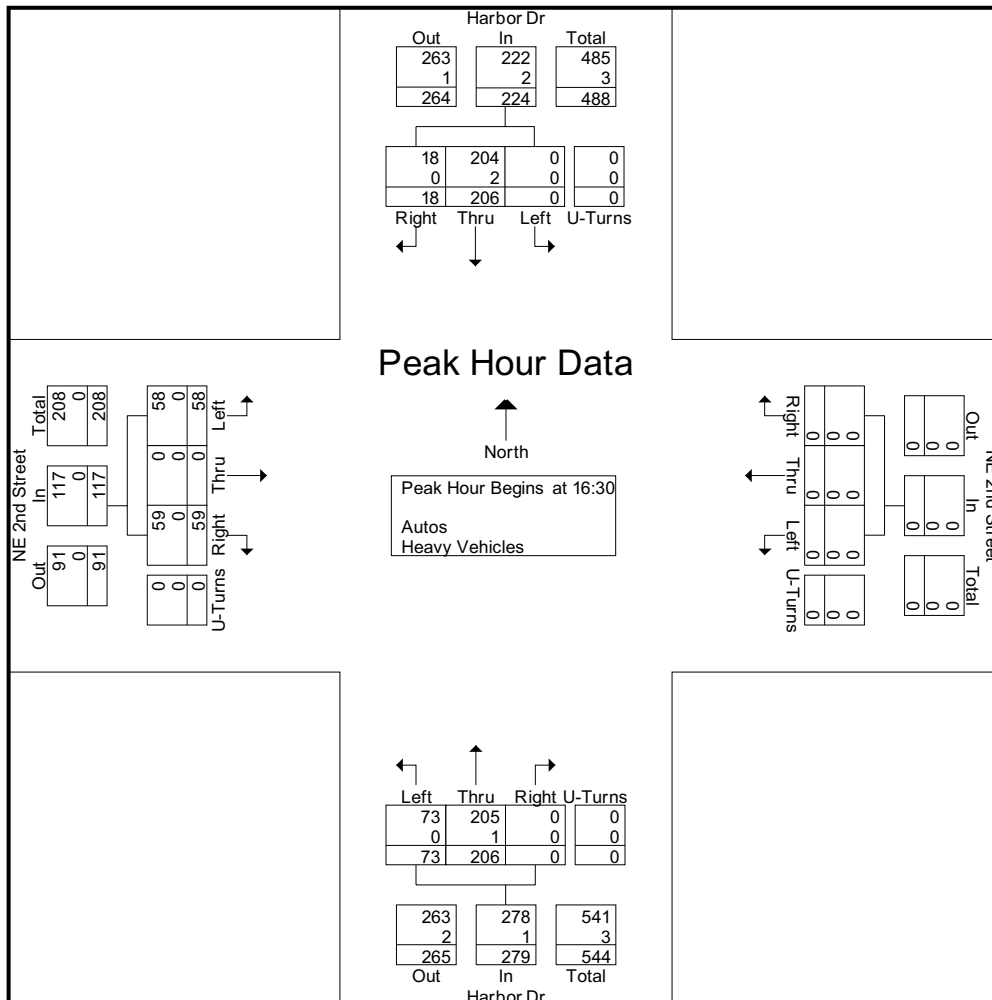 Harbor Dr
Out In Total
263 222 485
1 2 3
264 224 488
18 204 0 0
0 2 0 0
18 206 0 0
Right Thru Left U-Turns
Peak Hour Data
North
Peak Hour Begins at 16:30
Autos
Heavy Vehicles
NE 2nd Street
Out In Total
91 117 208
0 0 0
91 117 208
U-Turns Right Thru Left
0 59 0 58
0 0 0 0
0 59 0 58
NE 2nd Street
Out In Total
0 0 0
0 0 0
0 0 0
Right Thru Left U-Turns
0 0 0 0
0 0 0 0
0 0 0 0
Left Thru Right U-Turns
73 205 0 0
0 1 0 0
73 206 0 0
263 278 541
2 1 3
265 279 544
Out In Total
Harbor Dr